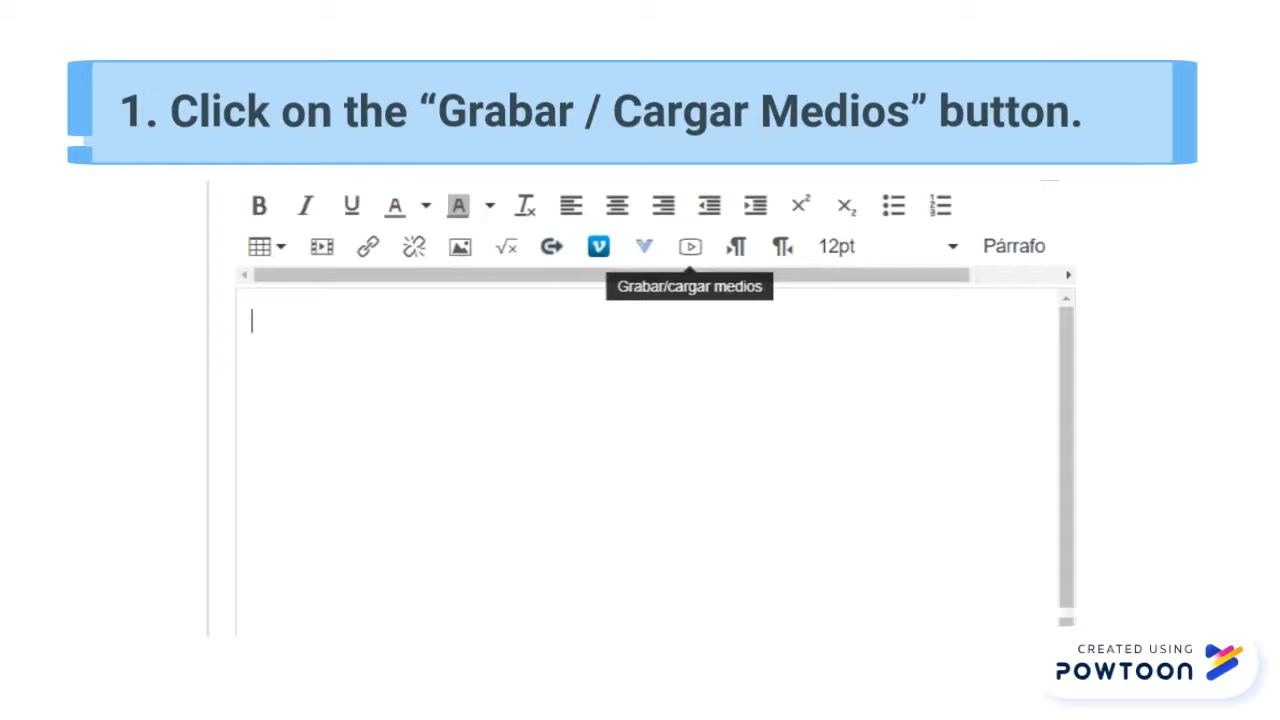 1. Click on the “Grabar / Cargar Medios” button.
B I U A A Tx x² x₂
√x V 12pt Párrafo
Grabar/cargar medios
CREATED USING
POWTOON